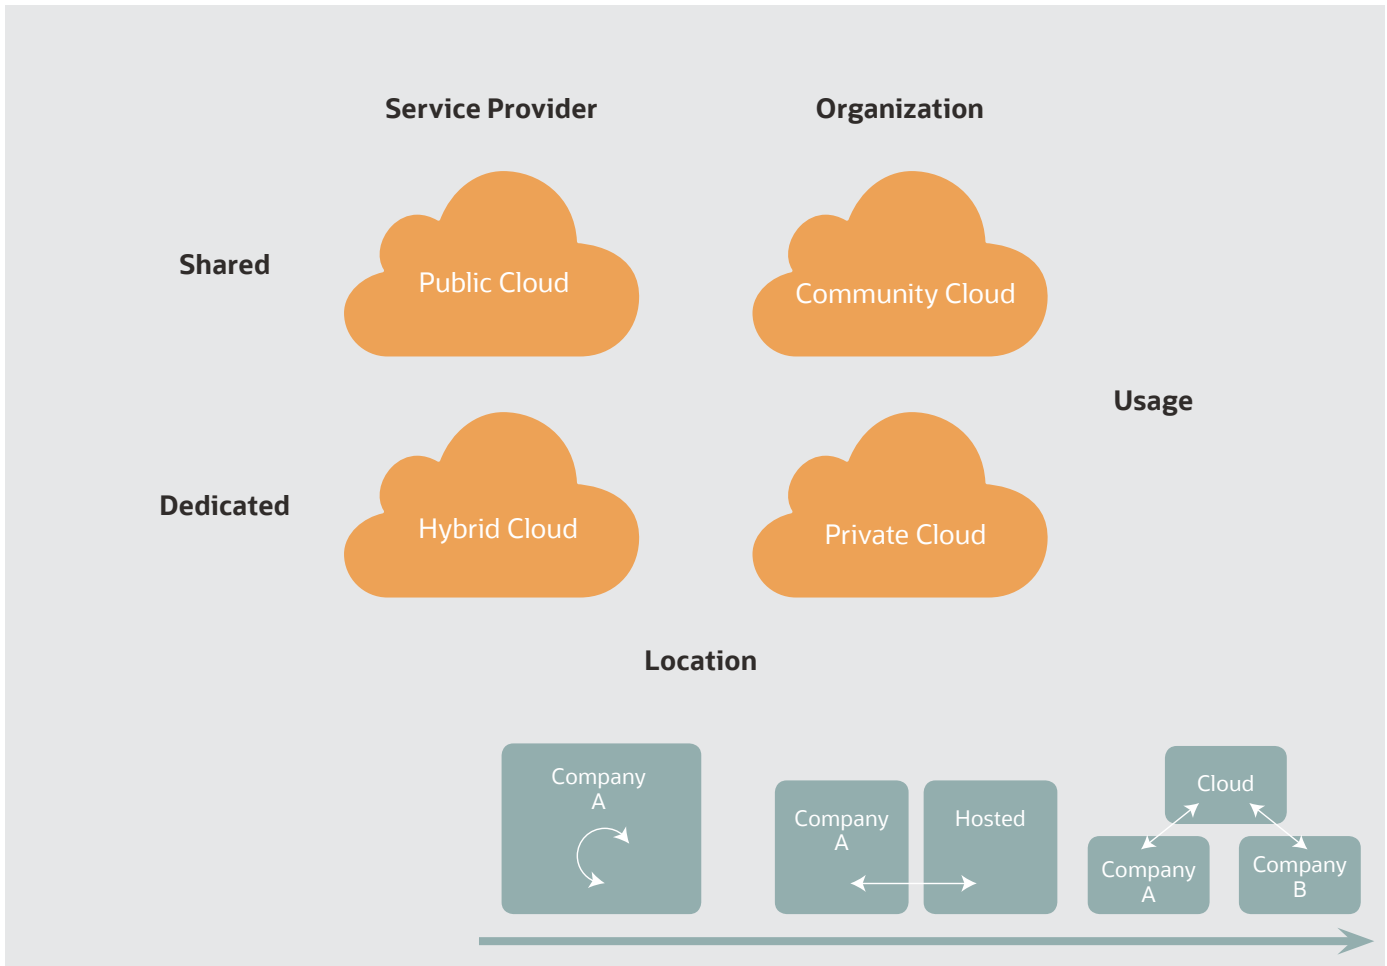 Service Provider
Organization
Shared
Public Cloud
Community Cloud
Usage
Dedicated
Hybrid Cloud
Private Cloud
Location
Company
A
Company
A
Hosted
Cloud
Company
A
Company
B